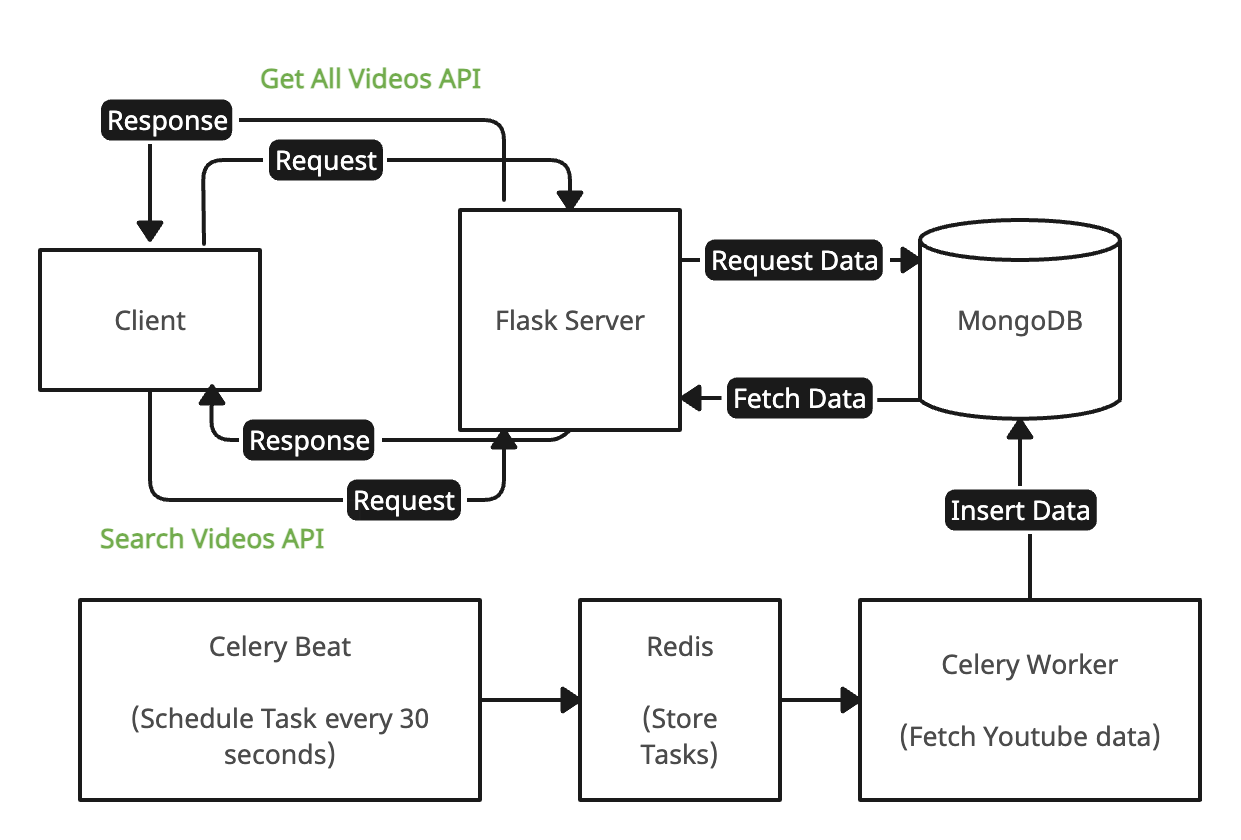 Get All Videos API
Response
Request
Client
Flask Server
Request Data
MongoDB
Fetch Data
Response
Request
Insert Data
Search Videos API
Celery Beat
(Schedule Task every 30
seconds)
Redis
(Store
Tasks)
Celery Worker
(Fetch Youtube data)